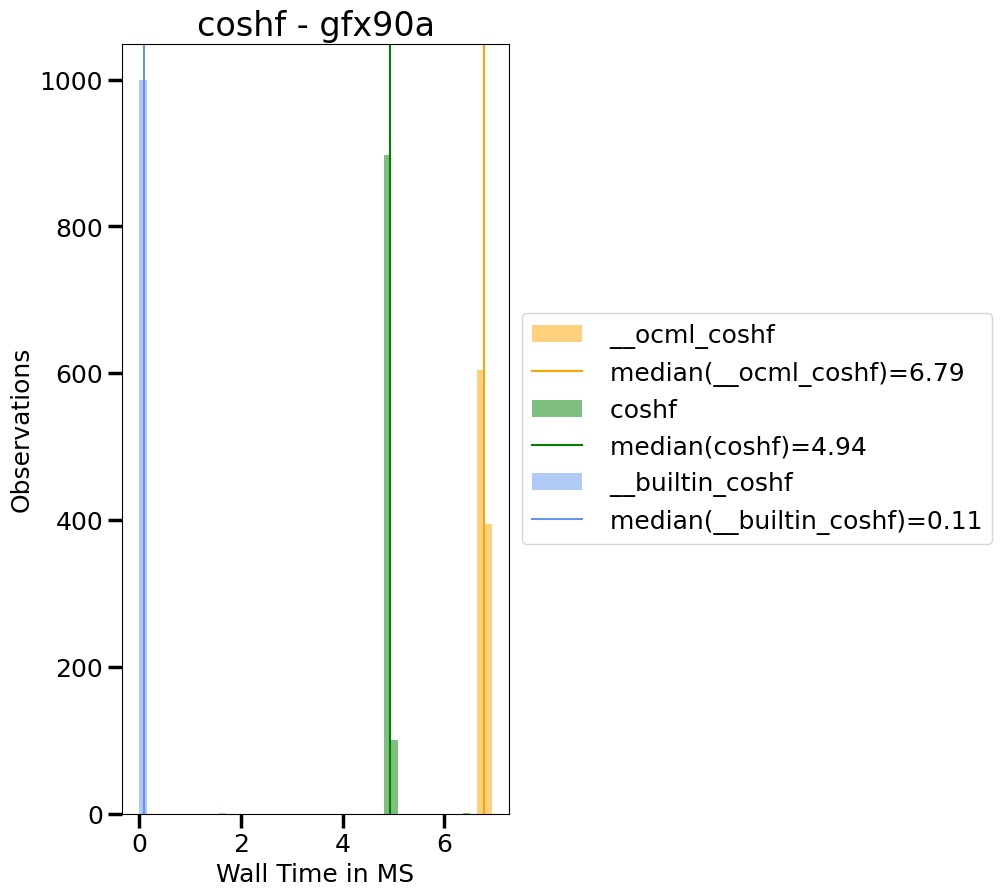 coshf - gfx90a
1000
800
600
400
200
0
Observations
0 2 4 6
Wall Time in MS
__ocml_coshf
median(__ocml_coshf)=6.79
coshf
median(coshf)=4.94
__builtin_coshf
median(__builtin_coshf)=0.11